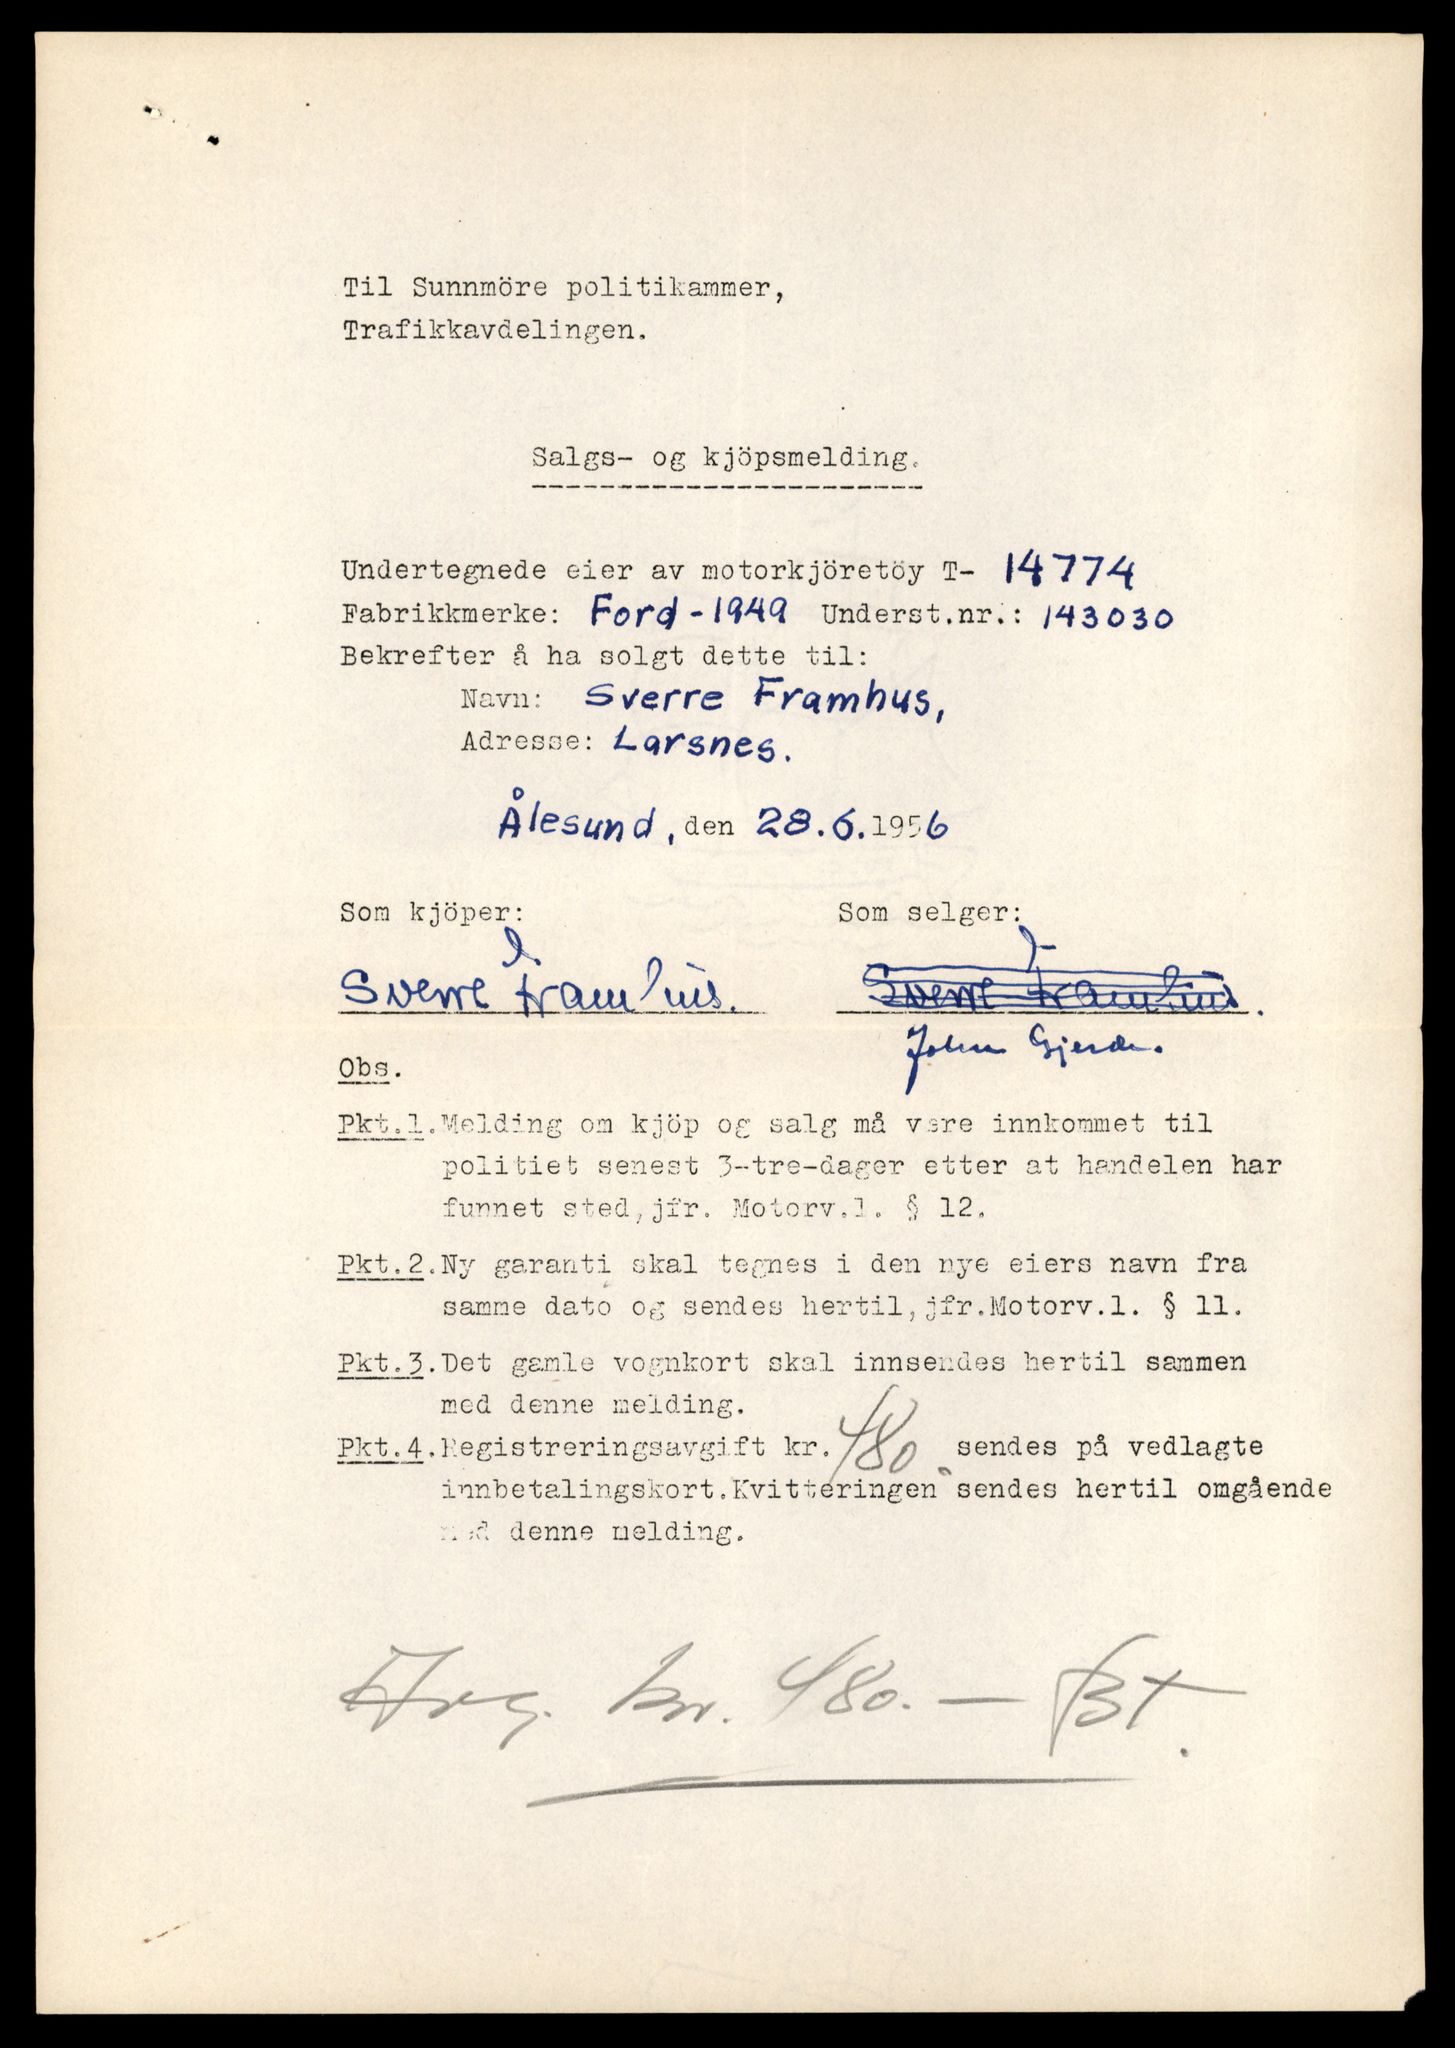 Til Sunnmöre politikammer,
Trafikkavdelingen.
Salgs- og kjöpsmelding.
Undertegnede eier av motorkjöretöy T- 14774
Fabrikkmerke: Ford - 1949 Underst.nr.: 143030
Bekrefter å ha solgt dette til:
Navn: Sverre Framhus,
Adresse: Larsnes.
Ålesund, den 28.6.1956
Som kjöper: Som selger:
Sverre Framhus. Sverre Framhus.
John Gjerde.
Obs.
Pkt.1. Melding om kjöp og salg må være innkommet til
politiet senest 3-tre-dager etter at handelen har
funnet sted, jfr. Motorv.l. § 12.
Pkt.2. Ny garanti skal tegnes i den nye eiers navn fra
samme dato og sendes hertil, jfr.Motorv.l. § 11.
Pkt.3. Det gamle vognkort skal innsendes hertil sammen
med denne melding.
Pkt.4. Registreringsavgift kr. 480. sendes på vedlagte
innbetalingskort. Kvitteringen sendes hertil omgående
med denne melding.
Avg. kr. 480.- Bt.